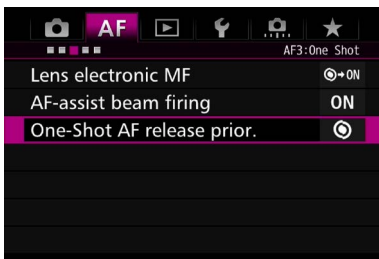 AF
AF3:One Shot
Lens electronic MF ON
AF-assist beam firing ON
One-Shot AF release prior.